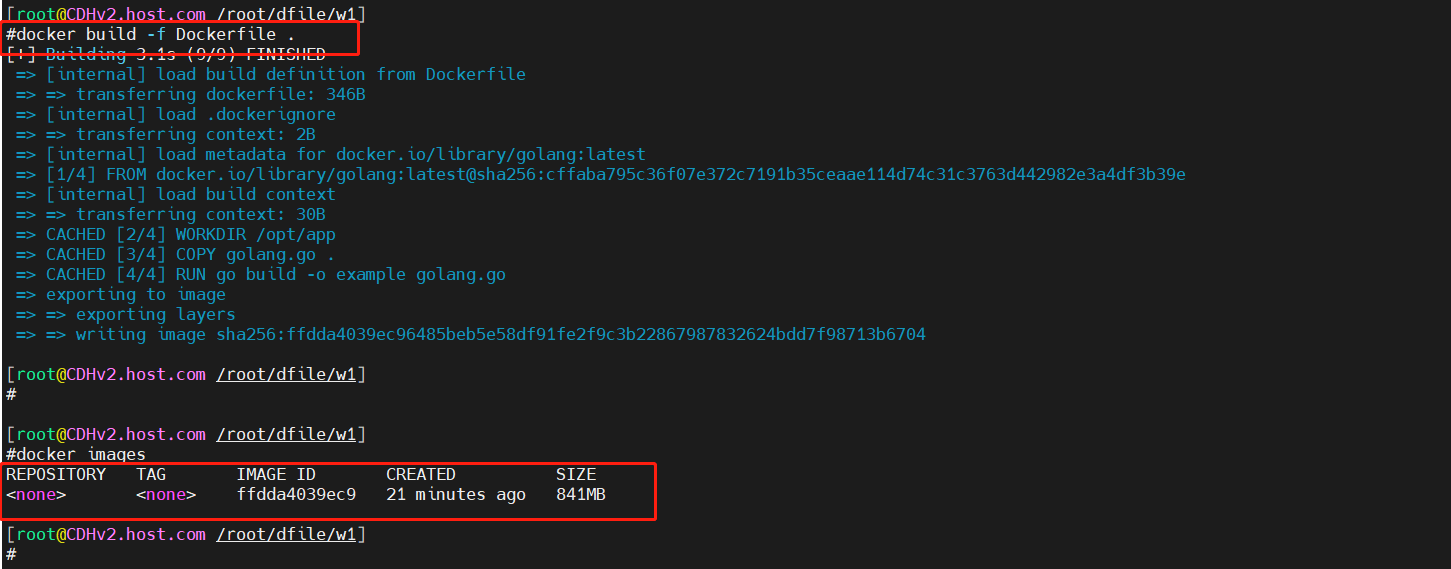 [root@CDHv2.host.com /root/dfile/w1]
#docker build -f Dockerfile .
[+] Building 3.1s (9/9) FINISHED
=> [internal] load build definition from Dockerfile
=> => transferring dockerfile: 346B
=> [internal] load .dockerignore
=> => transferring context: 2B
=> [internal] load metadata for docker.io/library/golang:latest
=> [1/4] FROM docker.io/library/golang:latest@sha256:cffaba795c36f07e372c7191b35ceaae114d74c31c3763d442982e3a4df3b39e
=> [internal] load build context
=> => transferring context: 30B
=> CACHED [2/4] WORKDIR /opt/app
=> CACHED [3/4] COPY golang.go .
=> CACHED [4/4] RUN go build -o example golang.go
=> exporting to image
=> => exporting layers
=> => writing image sha256:ffdda4039ec96485beb5e58df91fe2f9c3b22867987832624bdd7f98713b6704
[root@CDHv2.host.com /root/dfile/w1]
#
[root@CDHv2.host.com /root/dfile/w1]
#docker images
REPOSITORY TAG IMAGE ID CREATED SIZE
<none> <none> ffdda4039ec9 21 minutes ago 841MB
[root@CDHv2.host.com /root/dfile/w1]
#